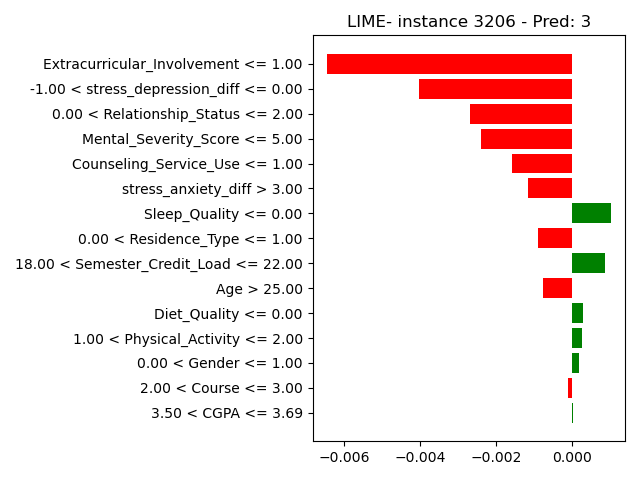 LIME- instance 3206 - Pred: 3
Extracurricular_Involvement <= 1.00
-1.00 < stress_depression_diff <= 0.00
0.00 < Relationship_Status <= 2.00
Mental_Severity_Score <= 5.00
Counseling_Service_Use <= 1.00
stress_anxiety_diff > 3.00
Sleep_Quality <= 0.00
0.00 < Residence_Type <= 1.00
18.00 < Semester_Credit_Load <= 22.00
Age > 25.00
Diet_Quality <= 0.00
1.00 < Physical_Activity <= 2.00
0.00 < Gender <= 1.00
2.00 < Course <= 3.00
3.50 < CGPA <= 3.69
−0.006 −0.004 −0.002 0.000